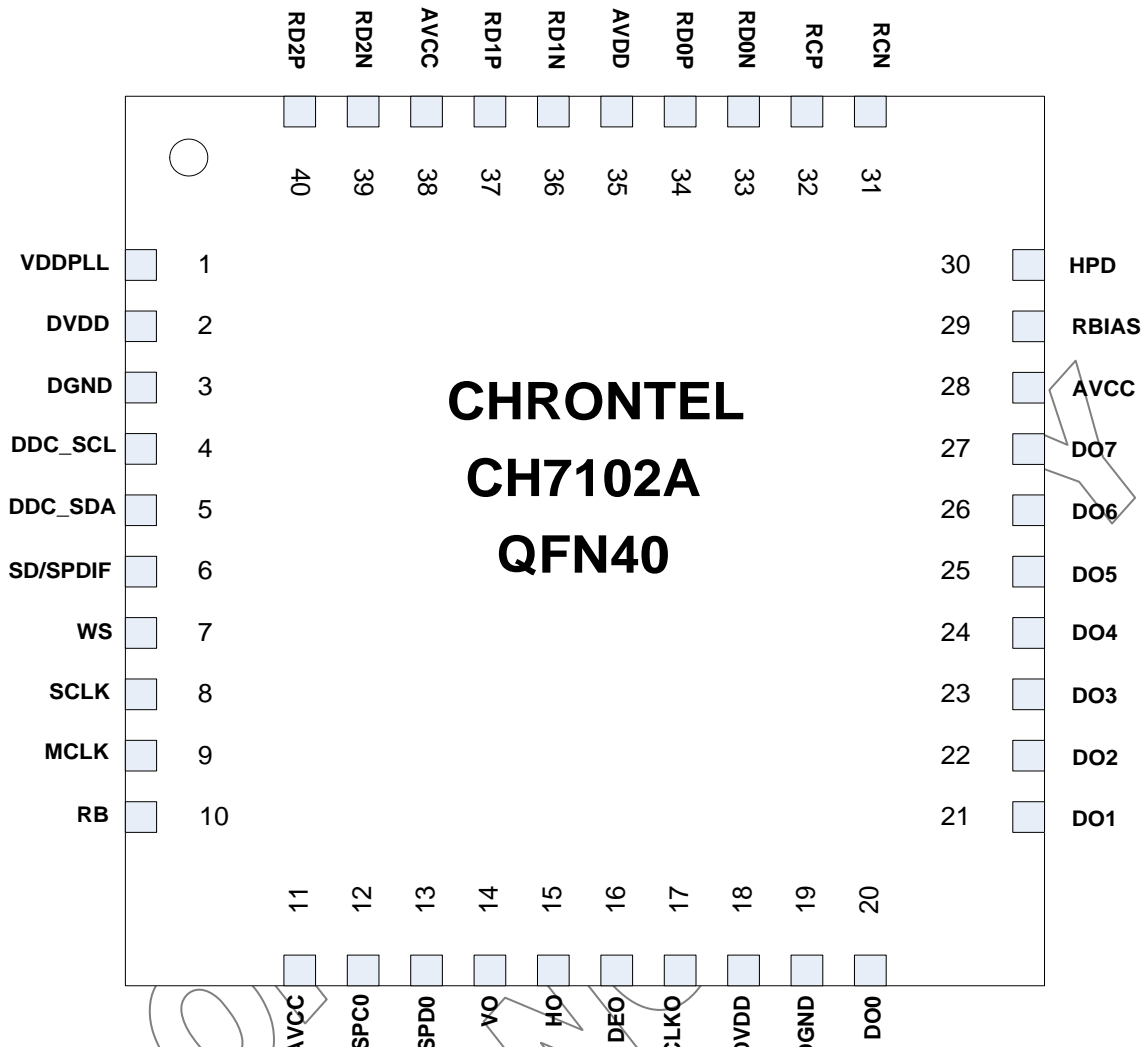 RD2P
RD2N
AVCC
RD1P
RD1N
AVDD
RD0P
RD0N
RCP
RCN
40
39
38
37
36
35
34
33
32
31
VDDPLL 1
DVDD 2
DGND 3
DDC_SCL 4
DDC_SDA 5
SD/SPDIF 6
WS 7
SCLK 8
MCLK 9
RB 10
CHRONTEL
CH7102A
QFN40
30 HPD
29 RBIAS
28 AVCC
27 DO7
26 DO6
25 DO5
24 DO4
23 DO3
22 DO2
21 DO1
11
12
13
14
15
16
17
18
19
20
AVCC
SPC0
SPD0
VO
HO
DEO
CLKO
DVDD
DGND
DO0